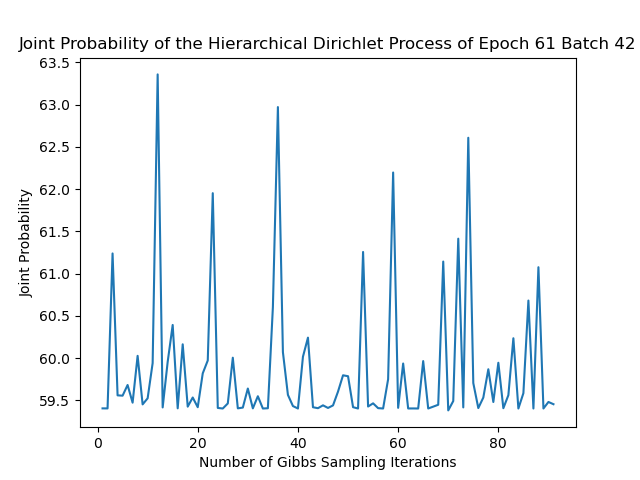 Joint Probability of the Hierarchical Dirichlet Process of Epoch 61 Batch 42
63.5
63.0
62.5
62.0
61.5
61.0
60.5
60.0
59.5
Joint Probability
0 20 40 60 80
Number of Gibbs Sampling Iterations